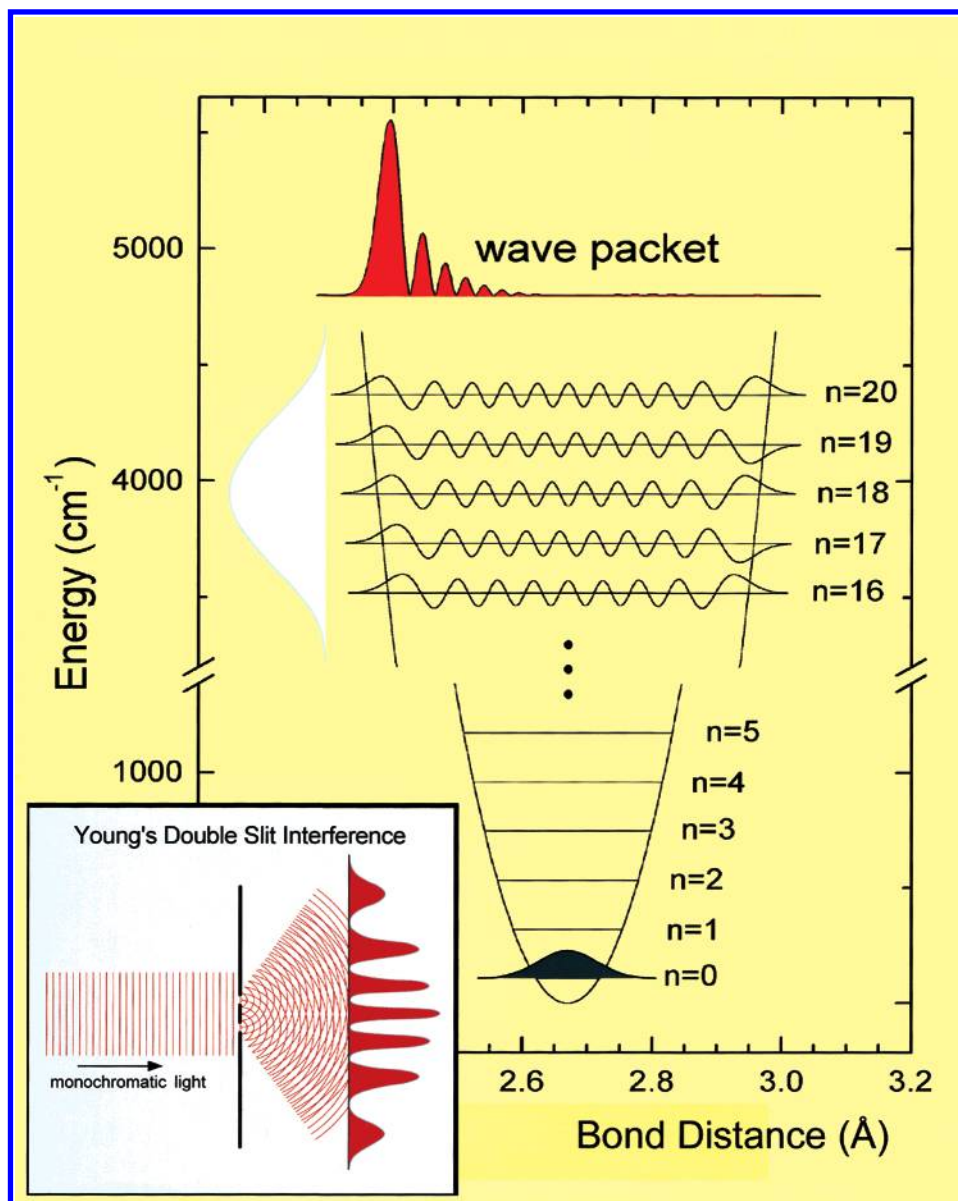 wave packet
5000
4000
1000
Energy (cm-1)
n=20
n=19
n=18
n=17
n=16
n=5
n=4
n=3
n=2
n=1
n=0
Young's Double Slit Interference
monochromatic light
2.6
2.8
3.0
3.2
Bond Distance (Å)